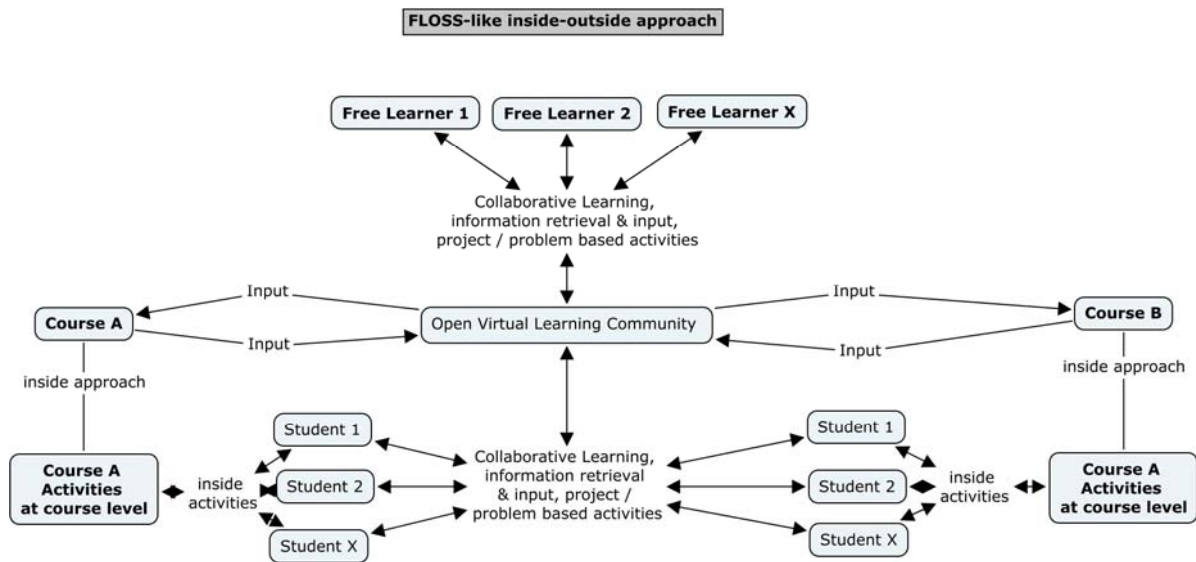 FLOSS-like inside-outside approach
Free Learner 1
Free Learner 2
Free Learner X
Collaborative Learning,
information retrieval & input,
project / problem based activities
Input
Input
Course A
Open Virtual Learning Community
Course B
Input
Input
inside approach
inside approach
Student 1
Student 1
Course A
Activities
at course level
inside
activities
Student 2
Collaborative Learning,
information retrieval
& input, project /
problem based activities
Student 2
inside
activities
Course A
Activities
at course level
Student X
Student X